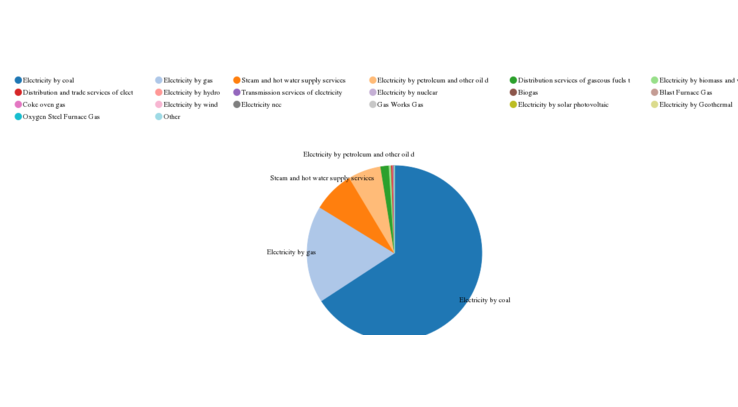 Electricity by coal Electricity by gas Steam and hot water supply services Electricity by petroleum and other oil d Distribution services of gaseous fuels t Electricity by biomass and
Distribution and trade services of elect Electricity by hydro Transmission services of electricity Electricity by nuclear Biogas Blast Furnace Gas
Coke oven gas Electricity by wind Electricity nec Gas Works Gas Electricity by solar photovoltaic Electricity by Geothermal
Oxygen Steel Furnace Gas Other
Electricity by petroleum and other oil d
Steam and hot water supply services
Electricity by gas
Electricity by coal